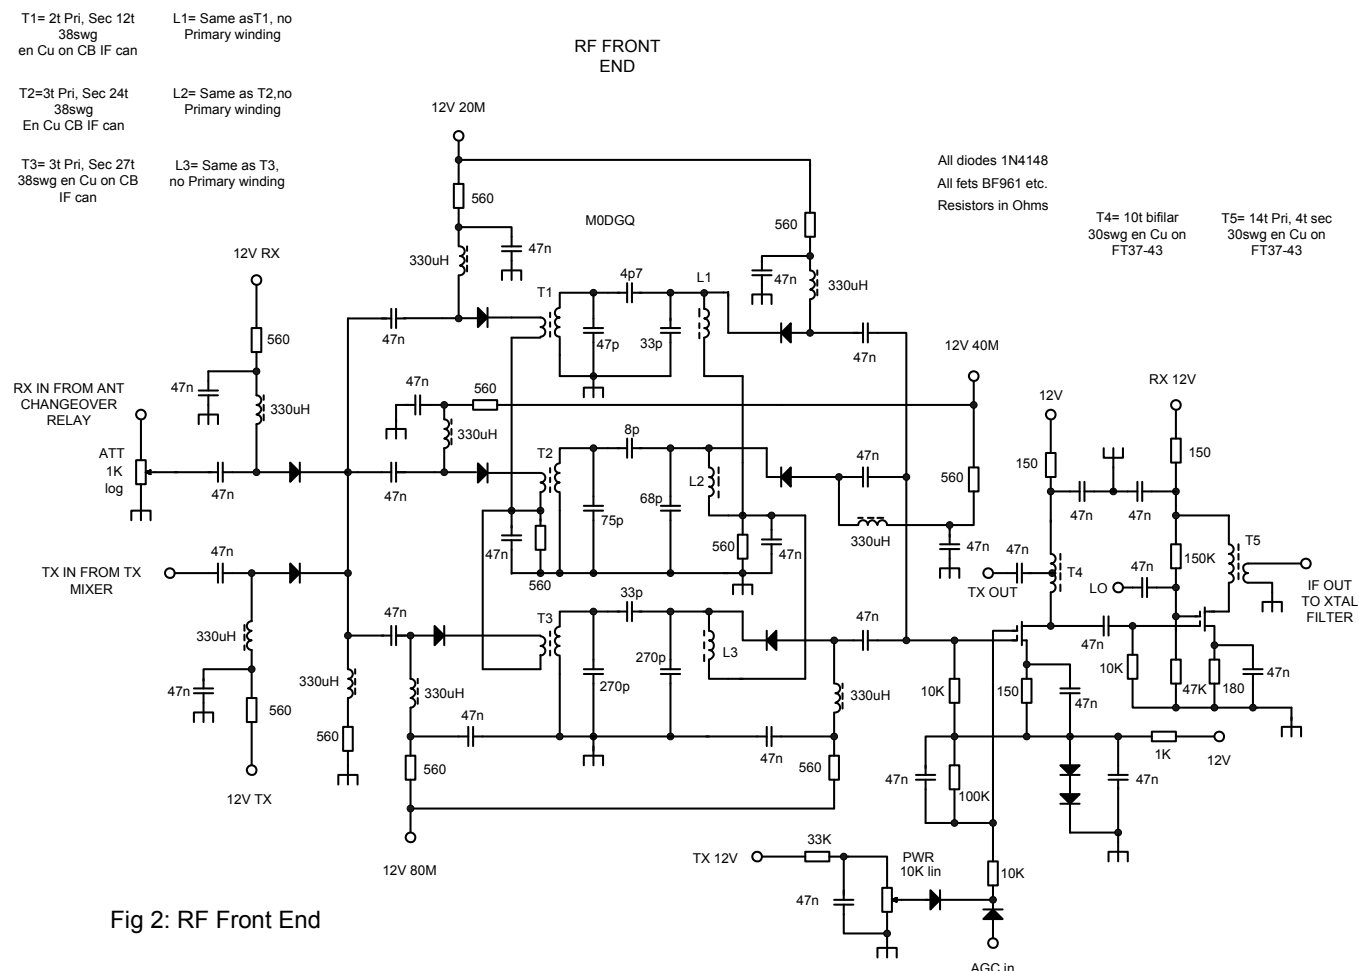 T1= 2t Pri, Sec 12t
38swg
en Cu on CB IF can
L1= Same asT1, no
Primary winding
T2=3t Pri, Sec 24t
38swg
En Cu CB IF can
L2= Same as T2,no
Primary winding
T3= 3t Pri, Sec 27t
38swg en Cu on CB
IF can
L3= Same as T3,
no Primary winding
RF FRONT
END
12V 20M
560
47n
330uH
M0DGQ
560
47n
330uH
All diodes 1N4148
All fets BF961 etc.
Resistors in Ohms
T4= 10t bifilar
30swg en Cu on
FT37-43
T5= 14t Pri, 4t sec
30swg en Cu on
FT37-43
12V RX
560
47n
330uH
RX IN FROM ANT
CHANGEOVER
RELAY
ATT
1K
log
47n
47n
T1
4p7
L1
47p
33p
47n
12V 40M
47n
560
330uH
47n
T2
8p
L2
75p
68p
47n
560
560
47n
47n
560
330uH
47n
TX IN FROM TX
MIXER
47n
330uH
47n
560
12V TX
47n
330uH
560
330uH
47n
560
12V 80M
T3
33p
L3
270p
270p
47n
560
47n
330uH
12V
150
47n
47n
RX 12V
150
47n
TX OUT
T4
LO
47n
150K
T5
IF OUT
TO XTAL
FILTER
47n
10K
47K
180
47n
10K
150
47n
47n
100K
1K
12V
47n
TX 12V
33K
47n
PWR
10K lin
10K
AGC in
Fig 2: RF Front End